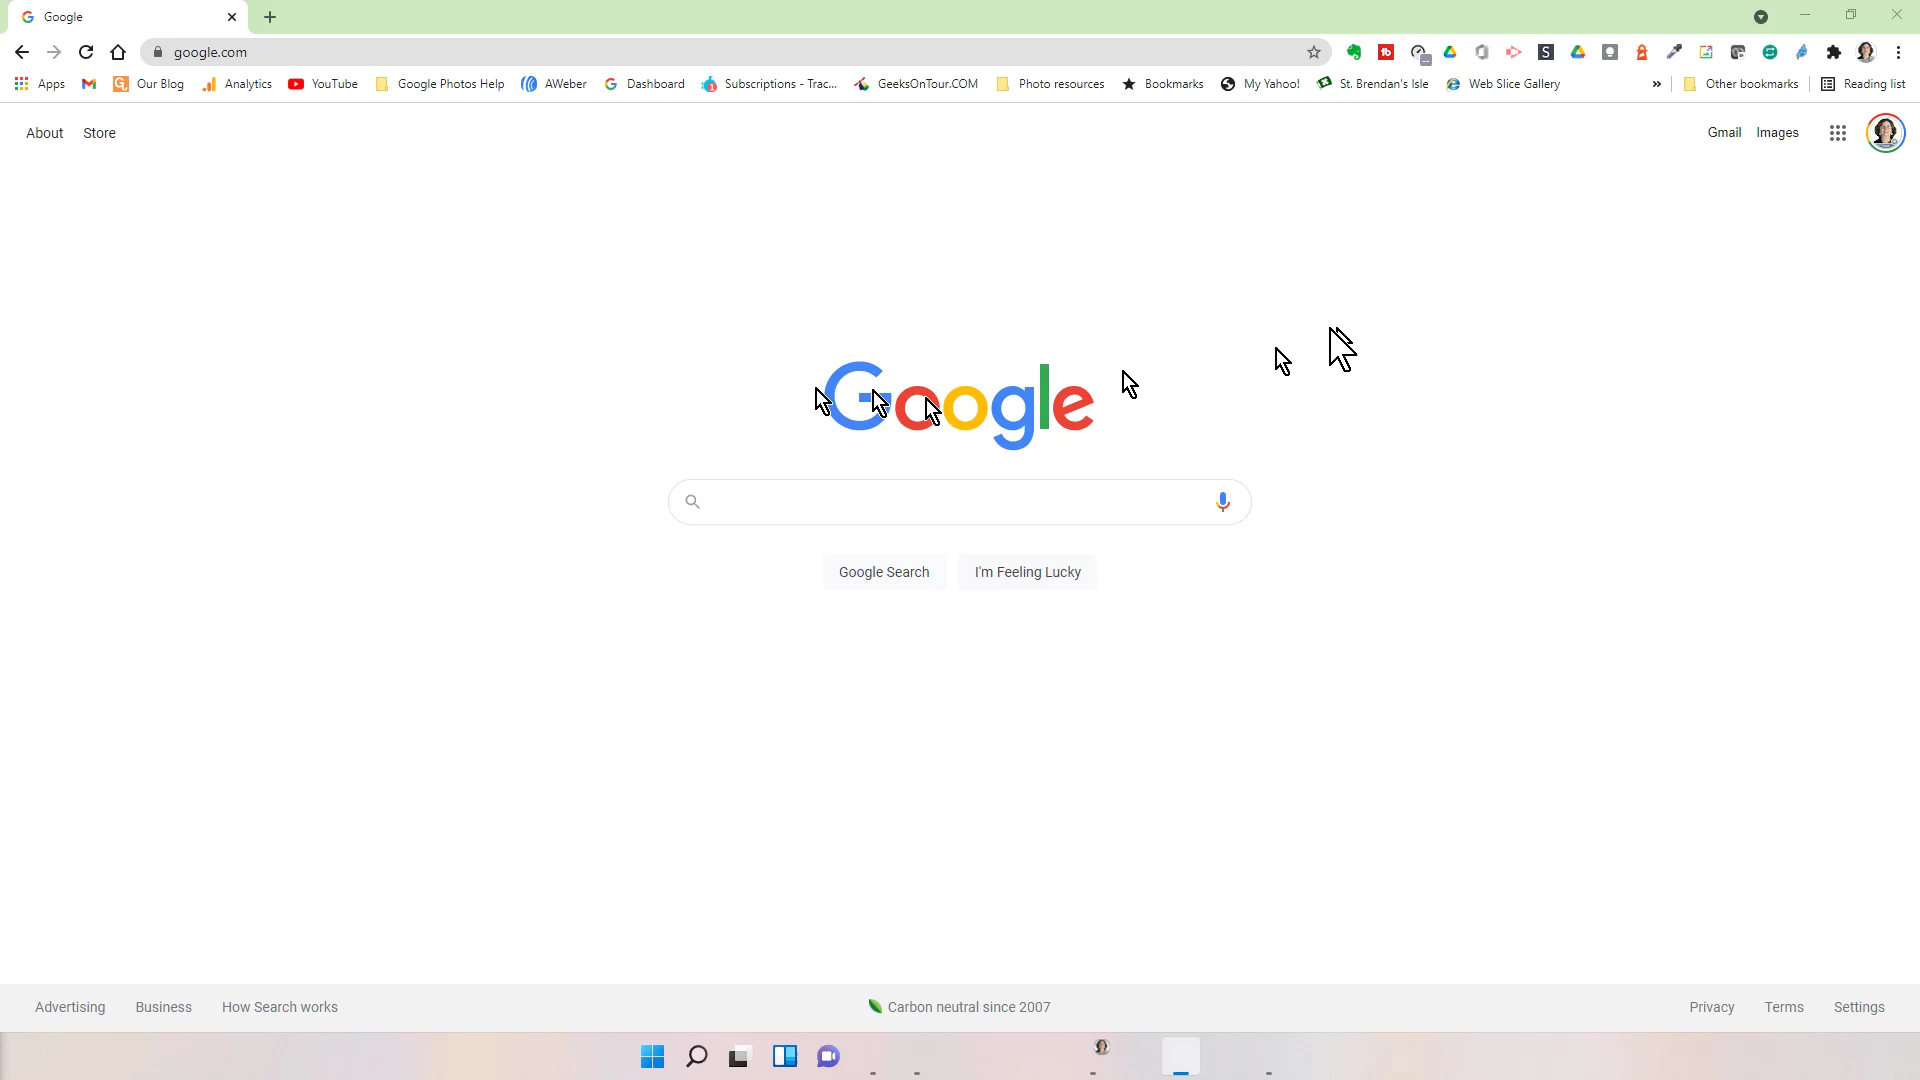 Google
google.com
Apps Our Blog Analytics YouTube Google Photos Help AWeber Dashboard Subscriptions - Trac... GeeksOnTour.COM Photo resources Bookmarks My Yahoo! St. Brendan's Isle Web Slice Gallery » Other bookmarks Reading list
About Store Gmail Images
Google
Google Search I'm Feeling Lucky
Advertising Business How Search works Carbon neutral since 2007 Privacy Terms Settings